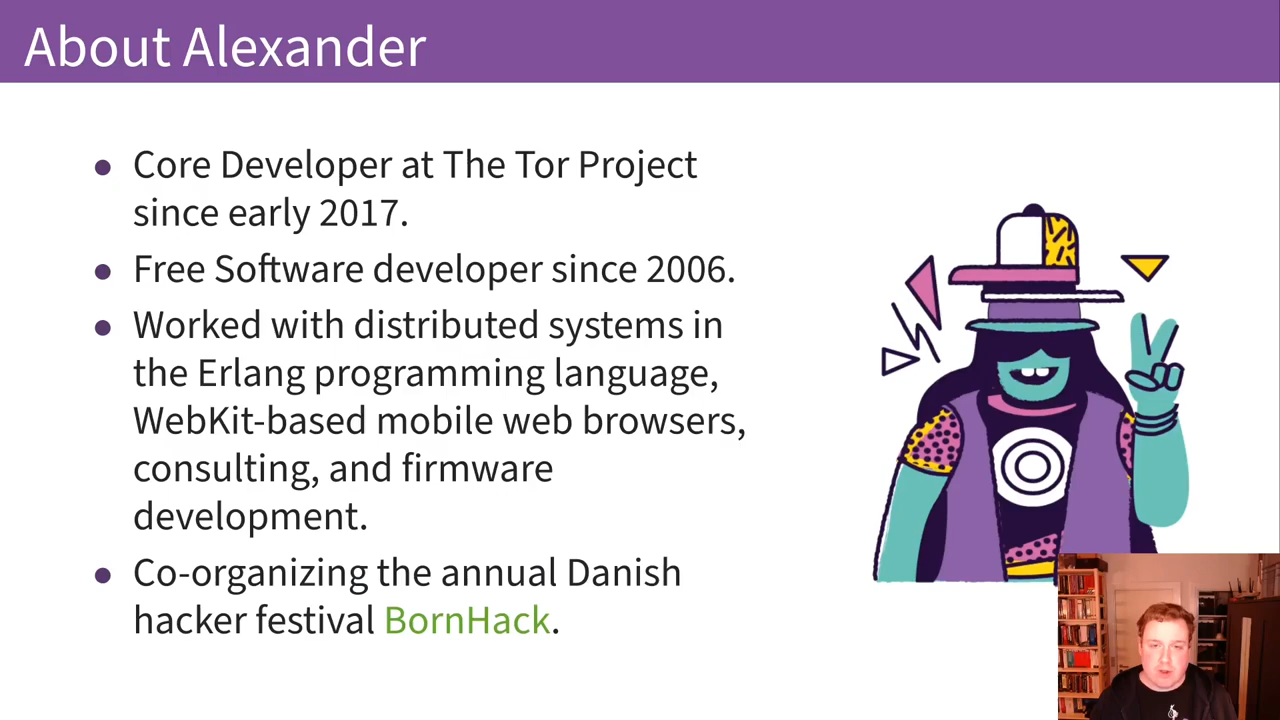 About Alexander
Core Developer at The Tor Project
since early 2017.
Free Software developer since 2006.
Worked with distributed systems in
the Erlang programming language,
WebKit-based mobile web browsers,
consulting, and firmware
development.
Co-organizing the annual Danish
hacker festival BornHack.